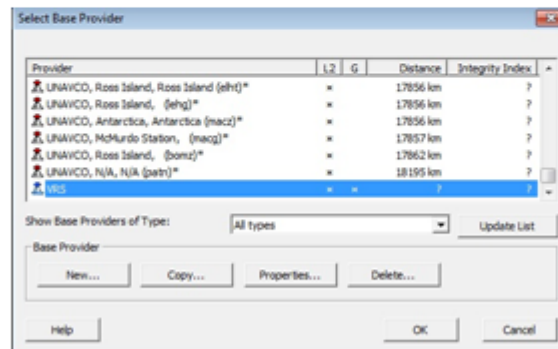 Select Base Provider
Provider L2 G Distance Integrity Index
UNAVCO, Ross Island, Ross Island (elht)* × 17856 km ?
UNAVCO, Ross Island, (lehg)* × 17856 km ?
UNAVCO, Antarctica, Antarctica (macz)* × 17856 km ?
UNAVCO, McMurdo Station, (macg)* × 17857 km ?
UNAVCO, Ross Island, (bomz)* × 17862 km ?
UNAVCO, N/A, N/A (patn)* × 18195 km ?
VRS × × ? ?
Show Base Providers of Type: All types Update List
Base Provider
New... Copy... Properties... Delete...
Help OK Cancel